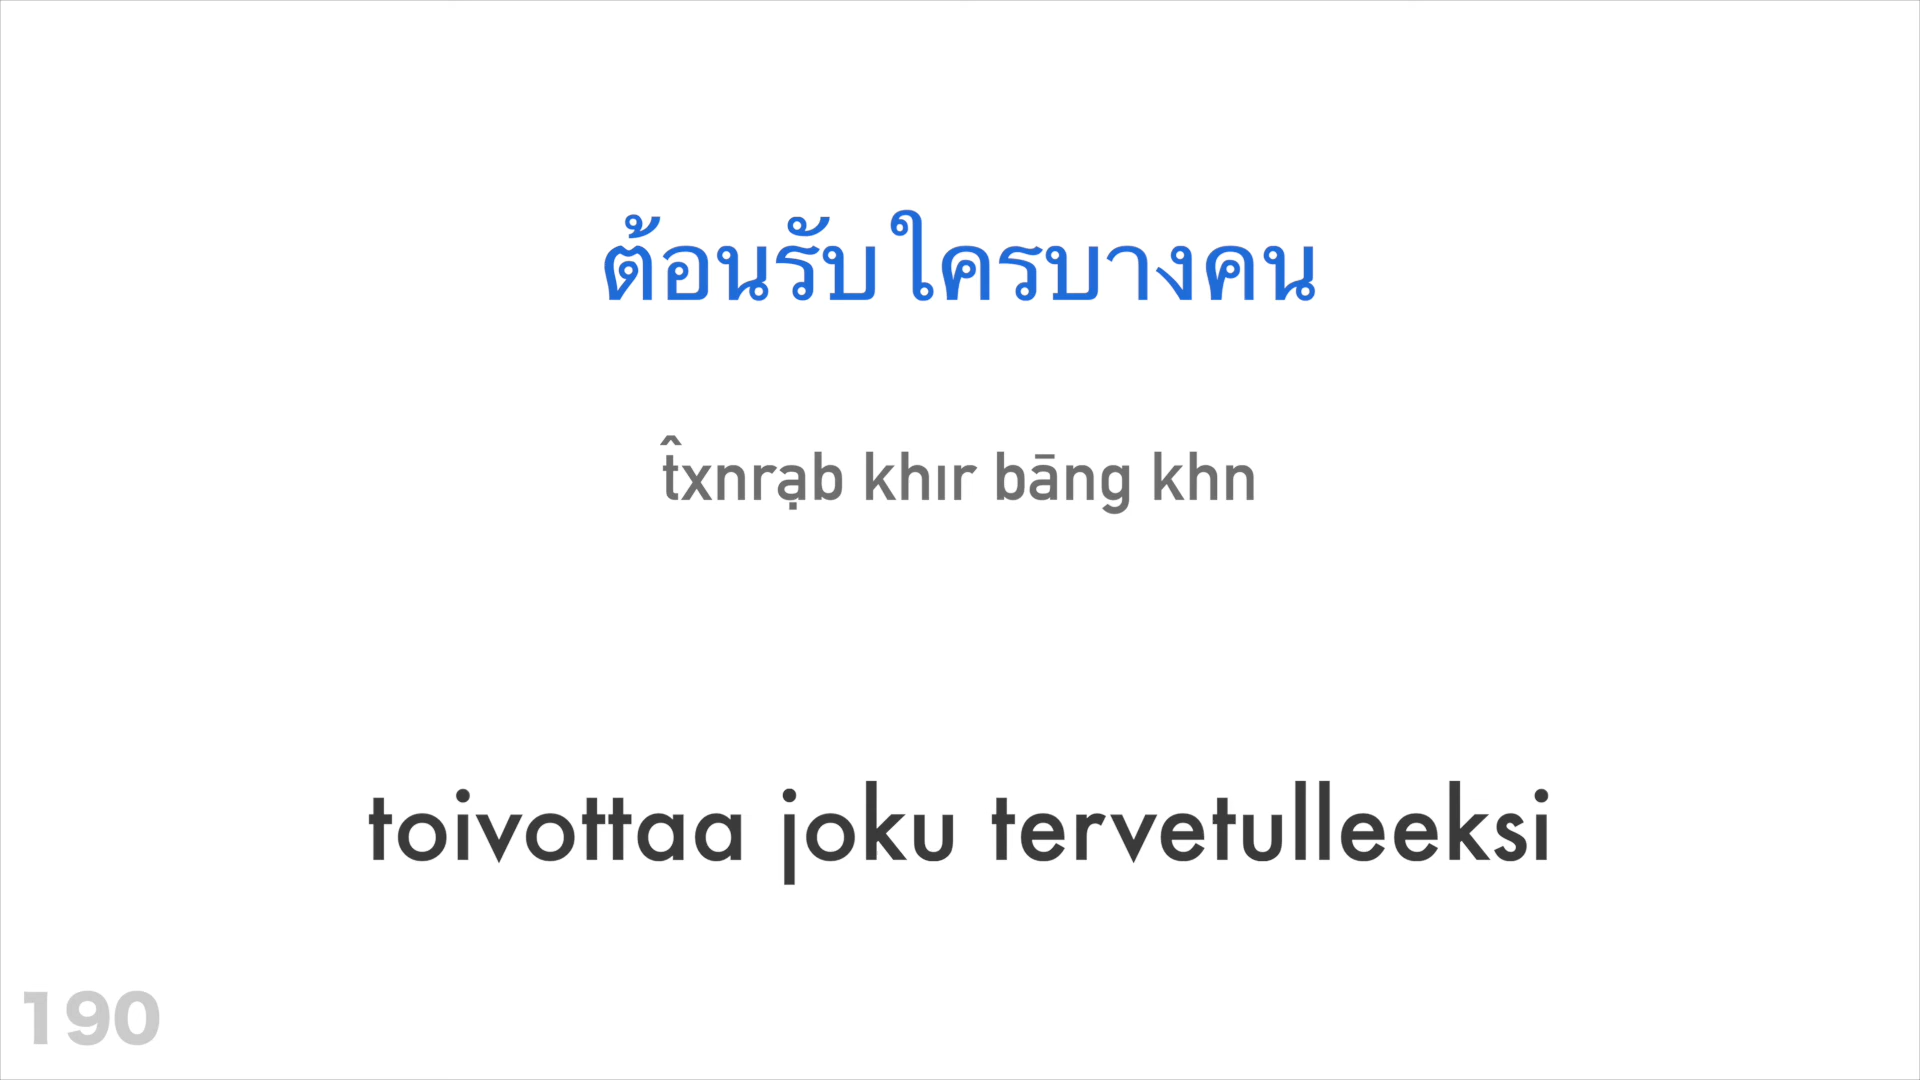 ต้อนรับใครบางคน
t̂xnrạb khır bāng khn
toivottaa joku tervetulleeksi
190